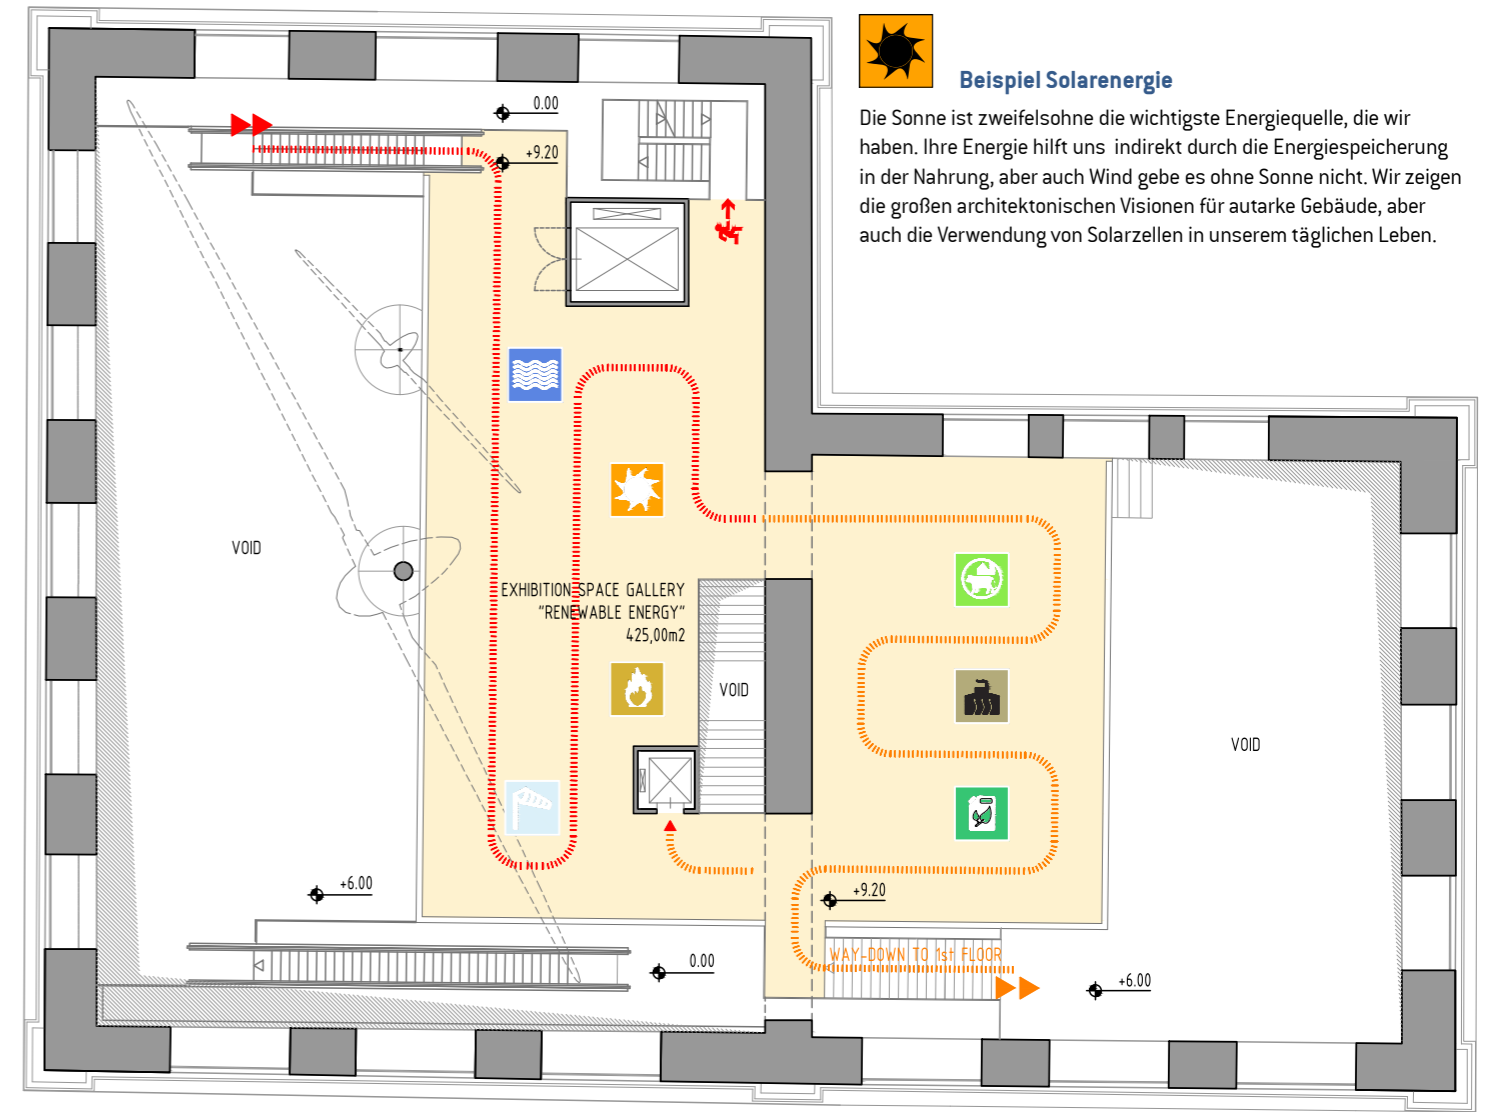 Beispiel Solarenergie
Die Sonne ist zweifelsohne die wichtigste Energiequelle, die wir
haben. Ihre Energie hilft uns indirekt durch die Energiespeicherung
in der Nahrung, aber auch Wind gebe es ohne Sonne nicht. Wir zeigen
die großen architektonischen Visionen für autarke Gebäude, aber
auch die Verwendung von Solarzellen in unserem täglichen Leben.
0.00
+9.20
VOID
EXHIBITION SPACE GALLERY
"RENEWABLE ENERGY"
425,00m2
VOID
VOID
+6.00
+9.20
0.00
WAY-DOWN TO 1st FLOOR
+6.00